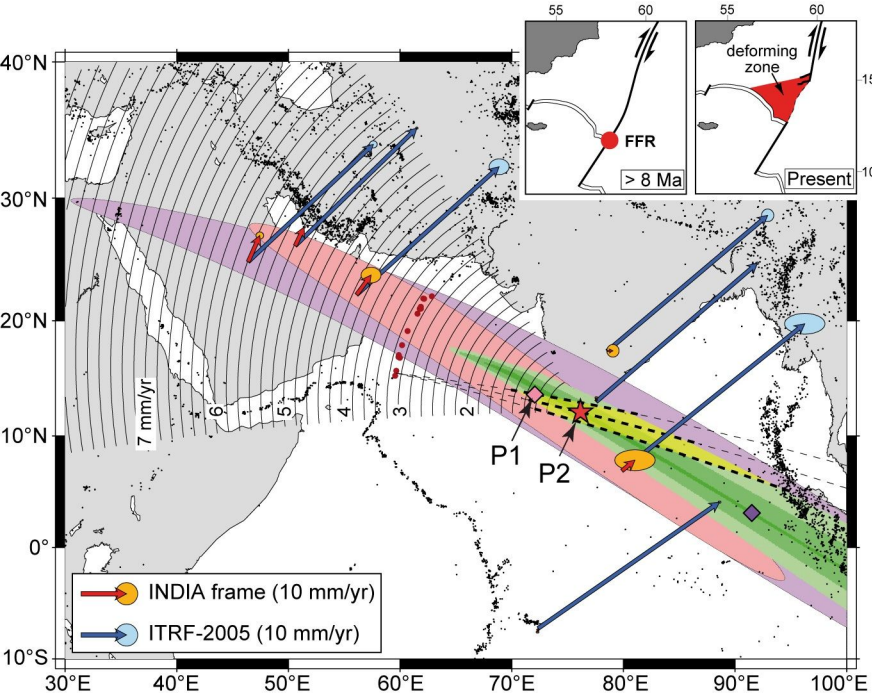 55 60
55 60
deforming
zone
FFR
> 8 Ma
Present
15
10
40°N
30°N
20°N
10°N
0°
10°S
7 mm/yr 6 5 4 3 2
P1
P2
INDIA frame (10 mm/yr)
ITRF-2005 (10 mm/yr)
30°E 40°E 50°E 60°E 70°E 80°E 90°E 100°E